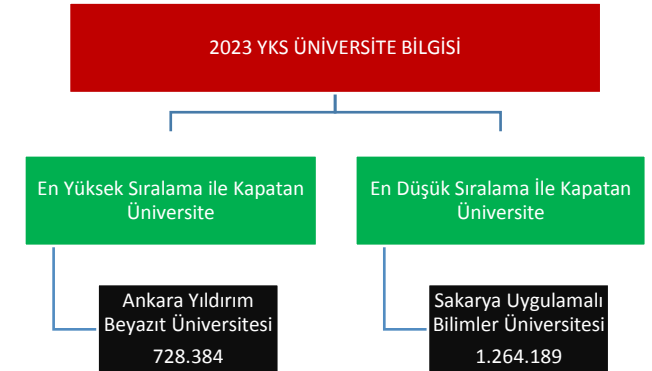 2023 YKS ÜNİVERSİTE BİLGİSİ
En Yüksek Sıralama ile Kapatan
Üniversite
En Düşük Sıralama İle Kapatan
Üniversite
Ankara Yıldırım
Beyazıt Üniversitesi
728.384
Sakarya Uygulamalı
Bilimler Üniversitesi
1.264.189